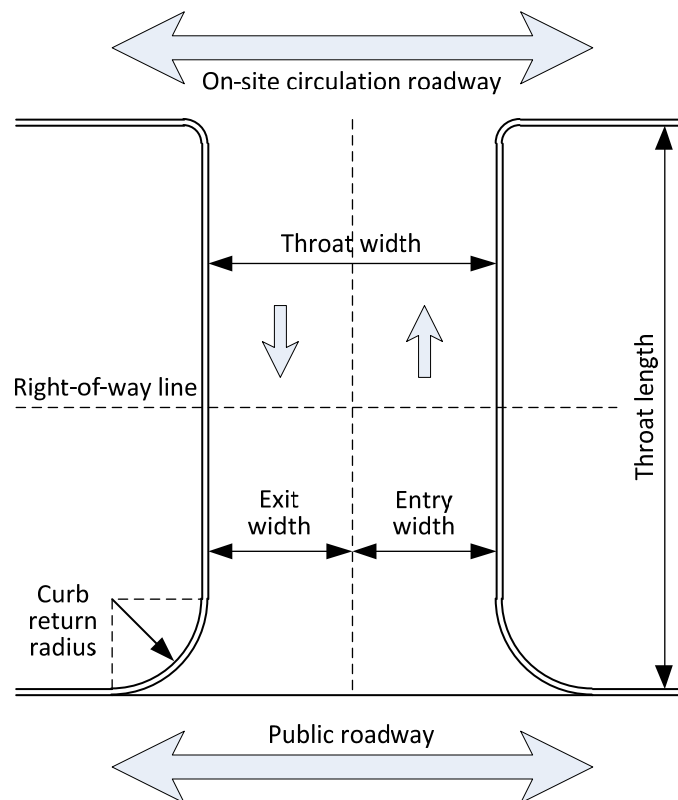 On-site circulation roadway
Throat width
Throat length
Right-of-way line
Exit
width
Entry
width
Curb
return
radius
Public roadway